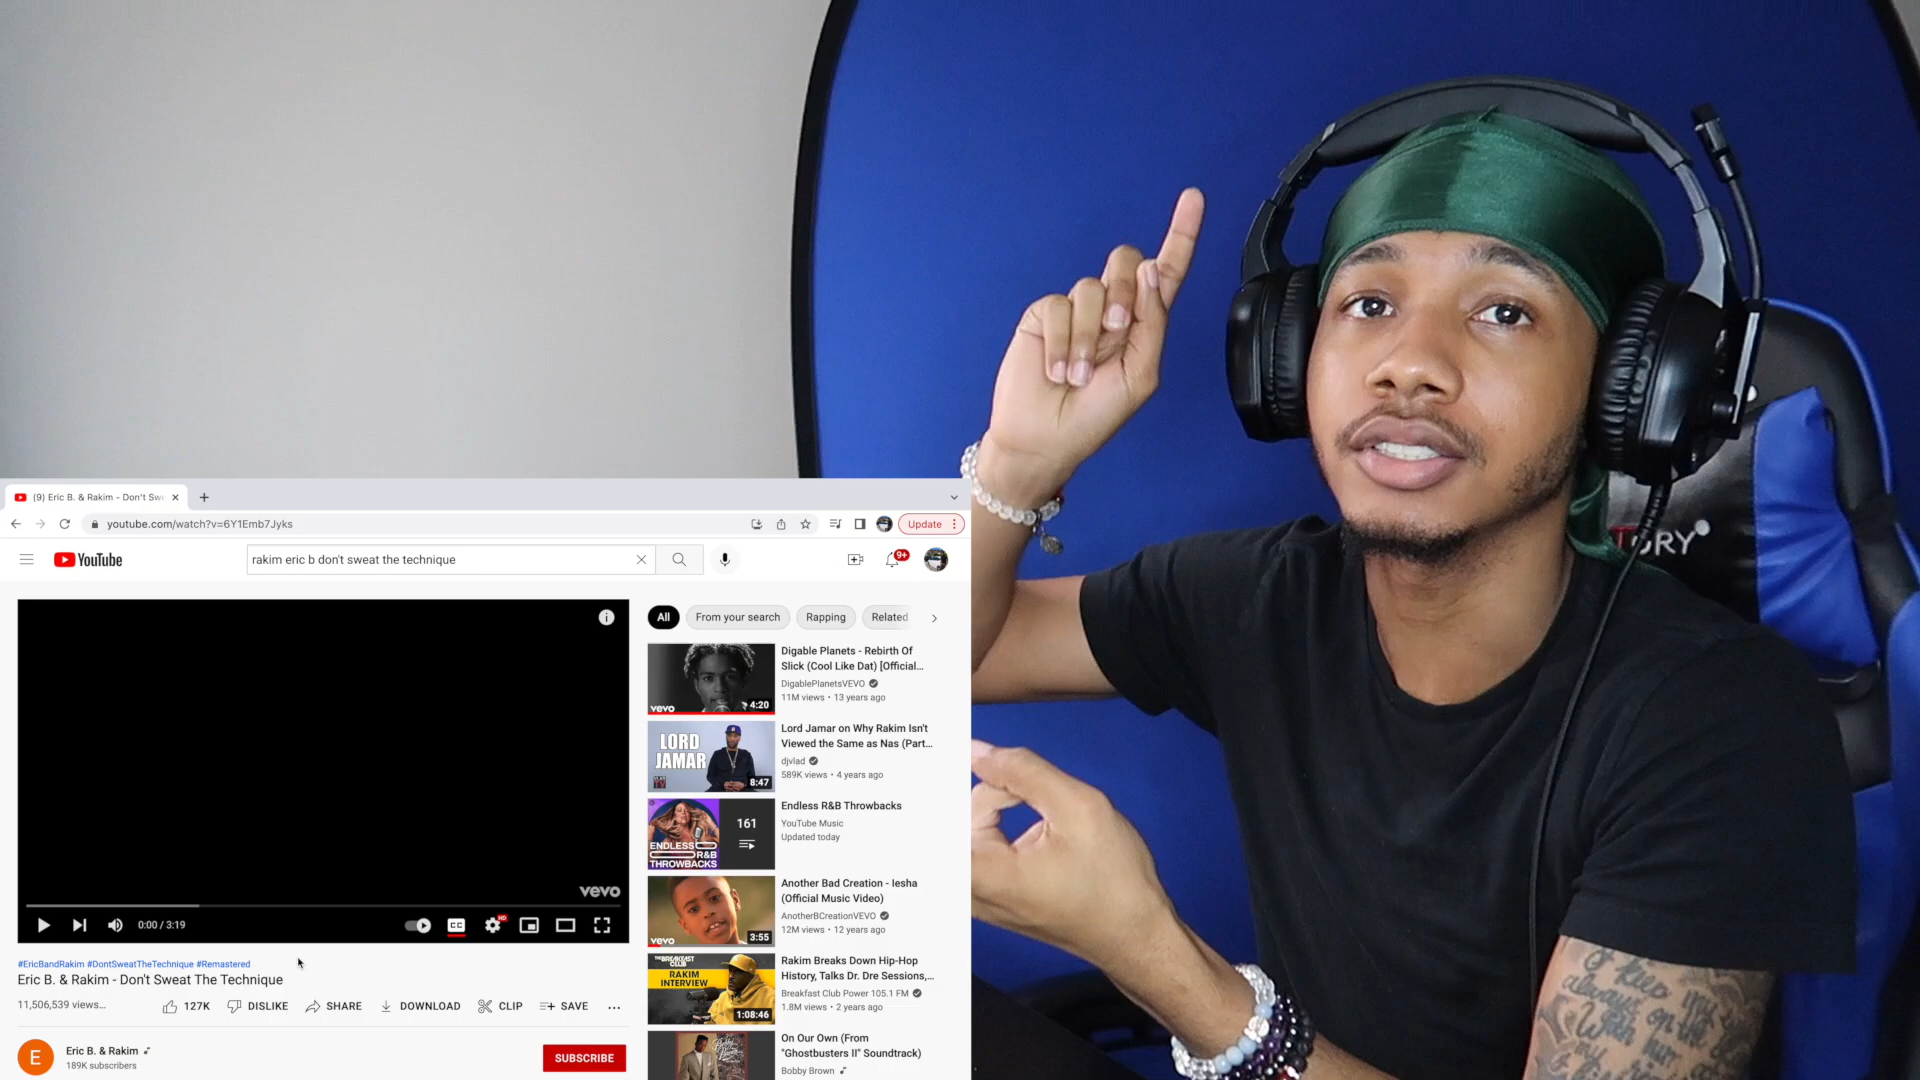 (9) Eric B. & Rakim - Don't Sw
youtube.com/watch?v=6Y1Emb7Jyks
Update
YouTube
rakim eric b don't sweat the technique
9+
All
From your search
Rapping
Related
vevo
0:00 / 3:19
CC
HD
#EricBandRakim #DontSweatTheTechnique #Remastered
Eric B. & Rakim - Don't Sweat The Technique
11,506,539 views...
127K
DISLIKE
SHARE
DOWNLOAD
CLIP
SAVE
E
Eric B. & Rakim
189K subscribers
SUBSCRIBE
vevo
4:20
Digable Planets - Rebirth Of
Slick (Cool Like Dat) [Official...
DigablePlanetsVEVO
11M views • 13 years ago
LORD
JAMAR
8:47
Lord Jamar on Why Rakim Isn't
Viewed the Same as Nas (Part...
djvlad
589K views • 4 years ago
ENDLESS
R&B
THROWBACKS
161
Endless R&B Throwbacks
YouTube Music
Updated today
vevo
3:55
Another Bad Creation - Iesha
(Official Music Video)
AnotherBCreationVEVO
12M views • 12 years ago
THE BREAKFAST
CLUB
RAKIM
INTERVIEW
1:08:46
Rakim Breaks Down Hip-Hop
History, Talks Dr. Dre Sessions,...
Breakfast Club Power 105.1 FM
1.8M views • 2 years ago
On Our Own (From
"Ghostbusters II" Soundtrack)
Bobby Brown